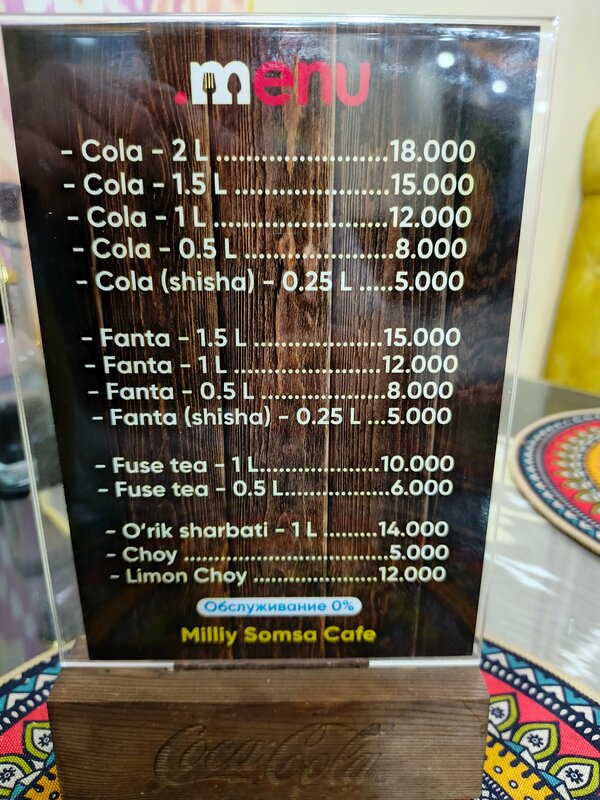 .menu
- Cola - 2 L ........................18.000
- Cola - 1.5 L ......................15.000
- Cola - 1 L .........................12.000
- Cola - 0.5 L ......................8.000
- Cola (shisha) - 0.25 L .....5.000
- Fanta - 1.5 L ...................15.000
- Fanta - 1 L ......................12.000
- Fanta - 0.5 L ...................8.000
- Fanta (shisha) - 0.25 L ...5.000
- Fuse tea - 1 L..................10.000
- Fuse tea - 0.5 L...............6.000
- O‘rik sharbati - 1 L .........14.000
- Choy .................................5.000
- Limon Choy .....................12.000
Обслуживание 0%
Milliy Somsa Cafe
Coca-Cola